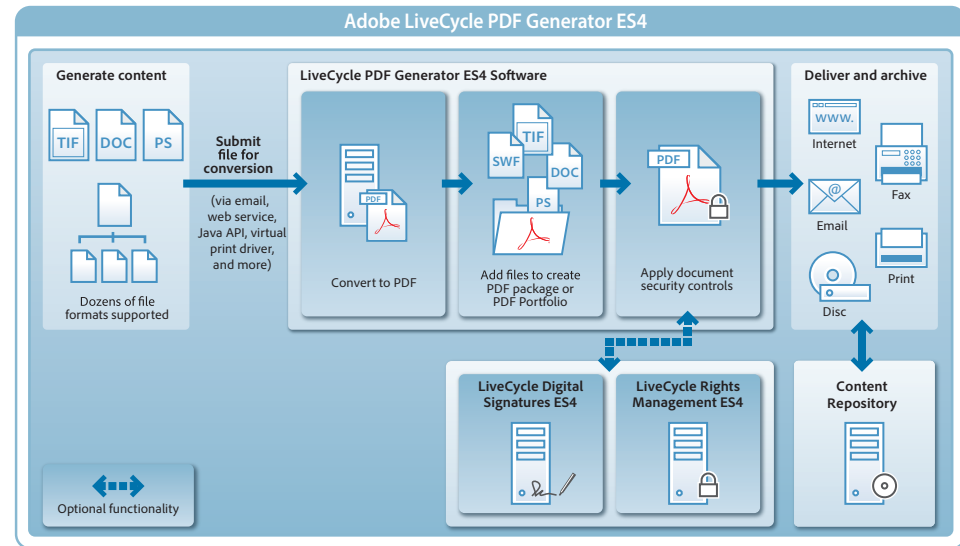 Adobe LiveCycle PDF Generator ES4
Generate content
TIF
DOC
PS
Dozens of file
formats supported
Submit
file for
conversion
(via email,
web service,
Java API, virtual
print driver,
and more)
LiveCycle PDF Generator ES4 Software
PDF
Convert to PDF
TIF
SWF
DOC
PS
Add files to create
PDF package or
PDF Portfolio
PDF
Apply document
security controls
Deliver and archive
www.
Internet
Fax
@
Email
Print
Disc
LiveCycle Digital
Signatures ES4
LiveCycle Rights
Management ES4
Content
Repository
Optional functionality